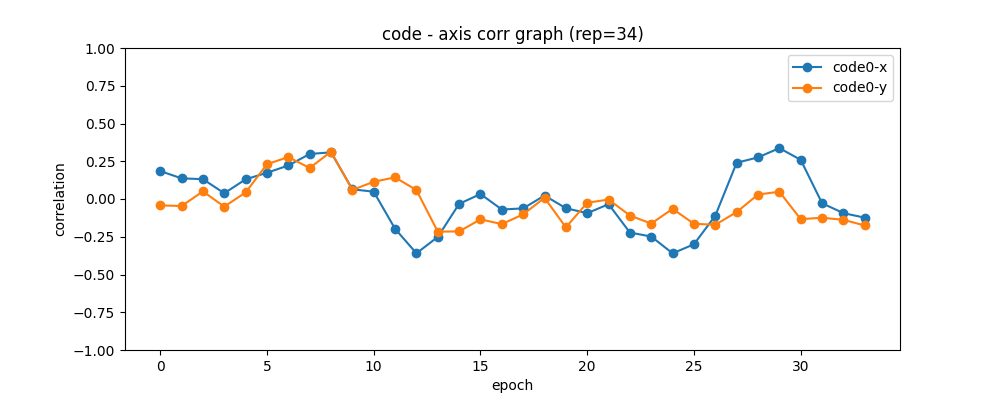 code - axis corr graph (rep=34)
1.00
0.75
0.50
0.25
0.00
−0.25
−0.50
−0.75
−1.00
correlation
code0-x
code0-y
0 5 10 15 20 25 30
epoch